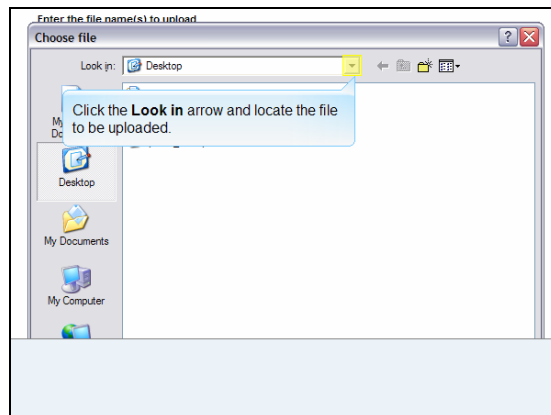 Enter the file name(s) to upload
Choose file
Look in: Desktop
Click the Look in arrow and locate the file
to be uploaded.
Desktop
My Documents
My Computer